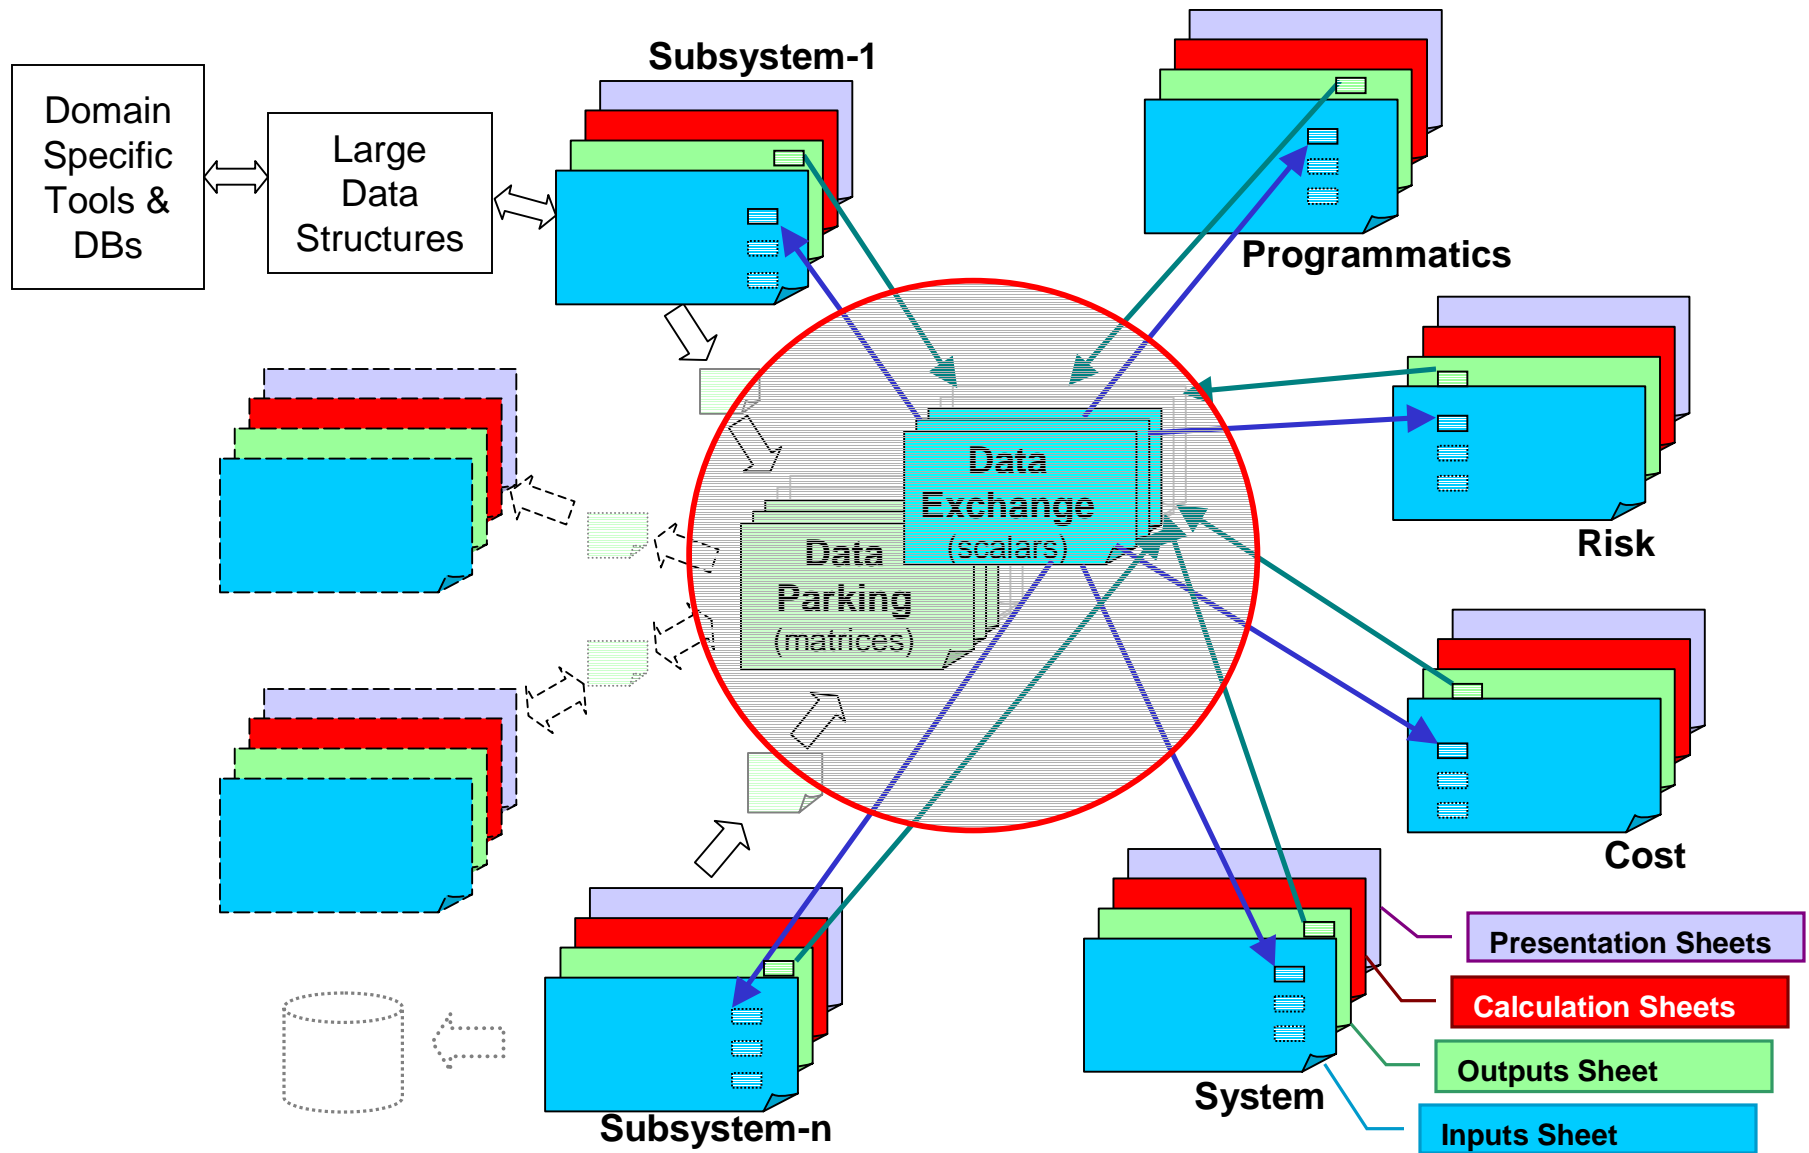 Subsystem-1
Domain
Specific
Tools &
DBs
Large
Data
Structures
Programmatics
Data
Exchange
(scalars)
Data
Parking
(matrices)
Risk
Cost
System
Subsystem-n
Presentation Sheets
Calculation Sheets
Outputs Sheet
Inputs Sheet